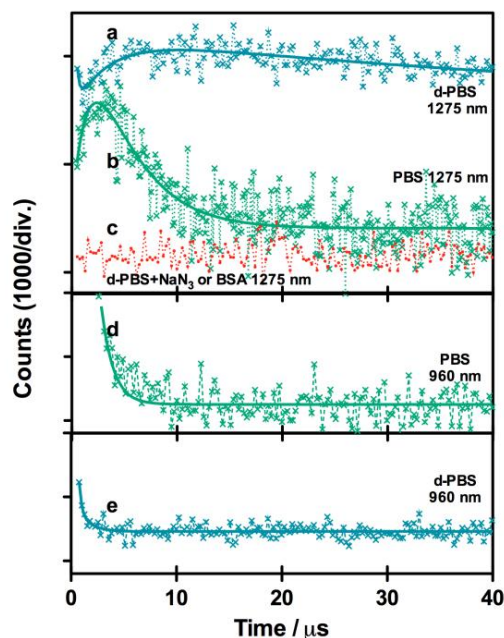 Counts (1000/div.)
a
d-PBS
1275 nm
b
PBS 1275 nm
c
d-PBS+NaN3 or BSA 1275 nm
d
PBS
960 nm
e
d-PBS
960 nm
0 10 20 30 40
Time / μs